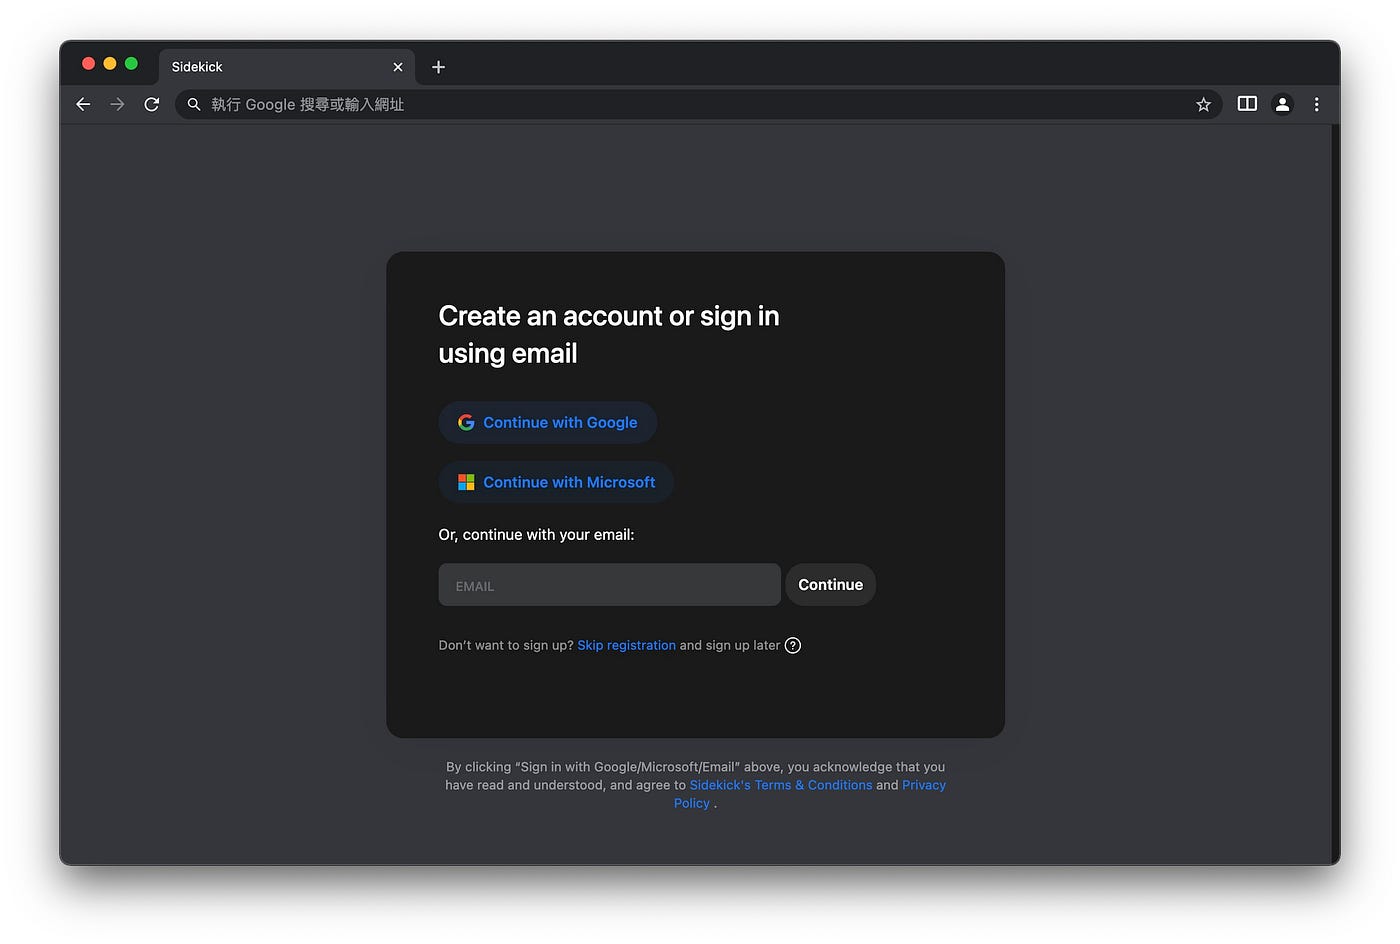 Sidekick
執行 Google 搜尋或輸入網址
Create an account or sign in
using email
Continue with Google
Continue with Microsoft
Or, continue with your email:
EMAIL
Continue
Don’t want to sign up? Skip registration and sign up later ?
By clicking “Sign in with Google/Microsoft/Email” above, you acknowledge that you
have read and understood, and agree to Sidekick's Terms & Conditions and Privacy
Policy .